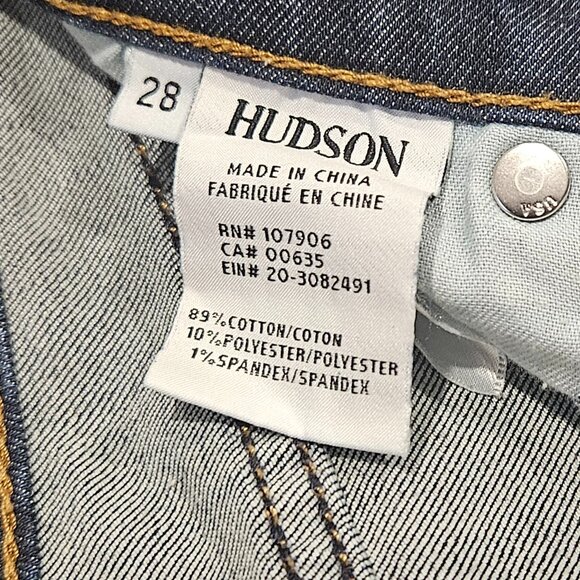 28
HUDSON
MADE IN CHINA
FABRIQUÉ EN CHINE
RN# 107906
CA# 00635
EIN# 20-3082491
89%COTTON/COTON
10%POLYESTER/POLYESTER
1%SPANDEX/SPANDEX
USA